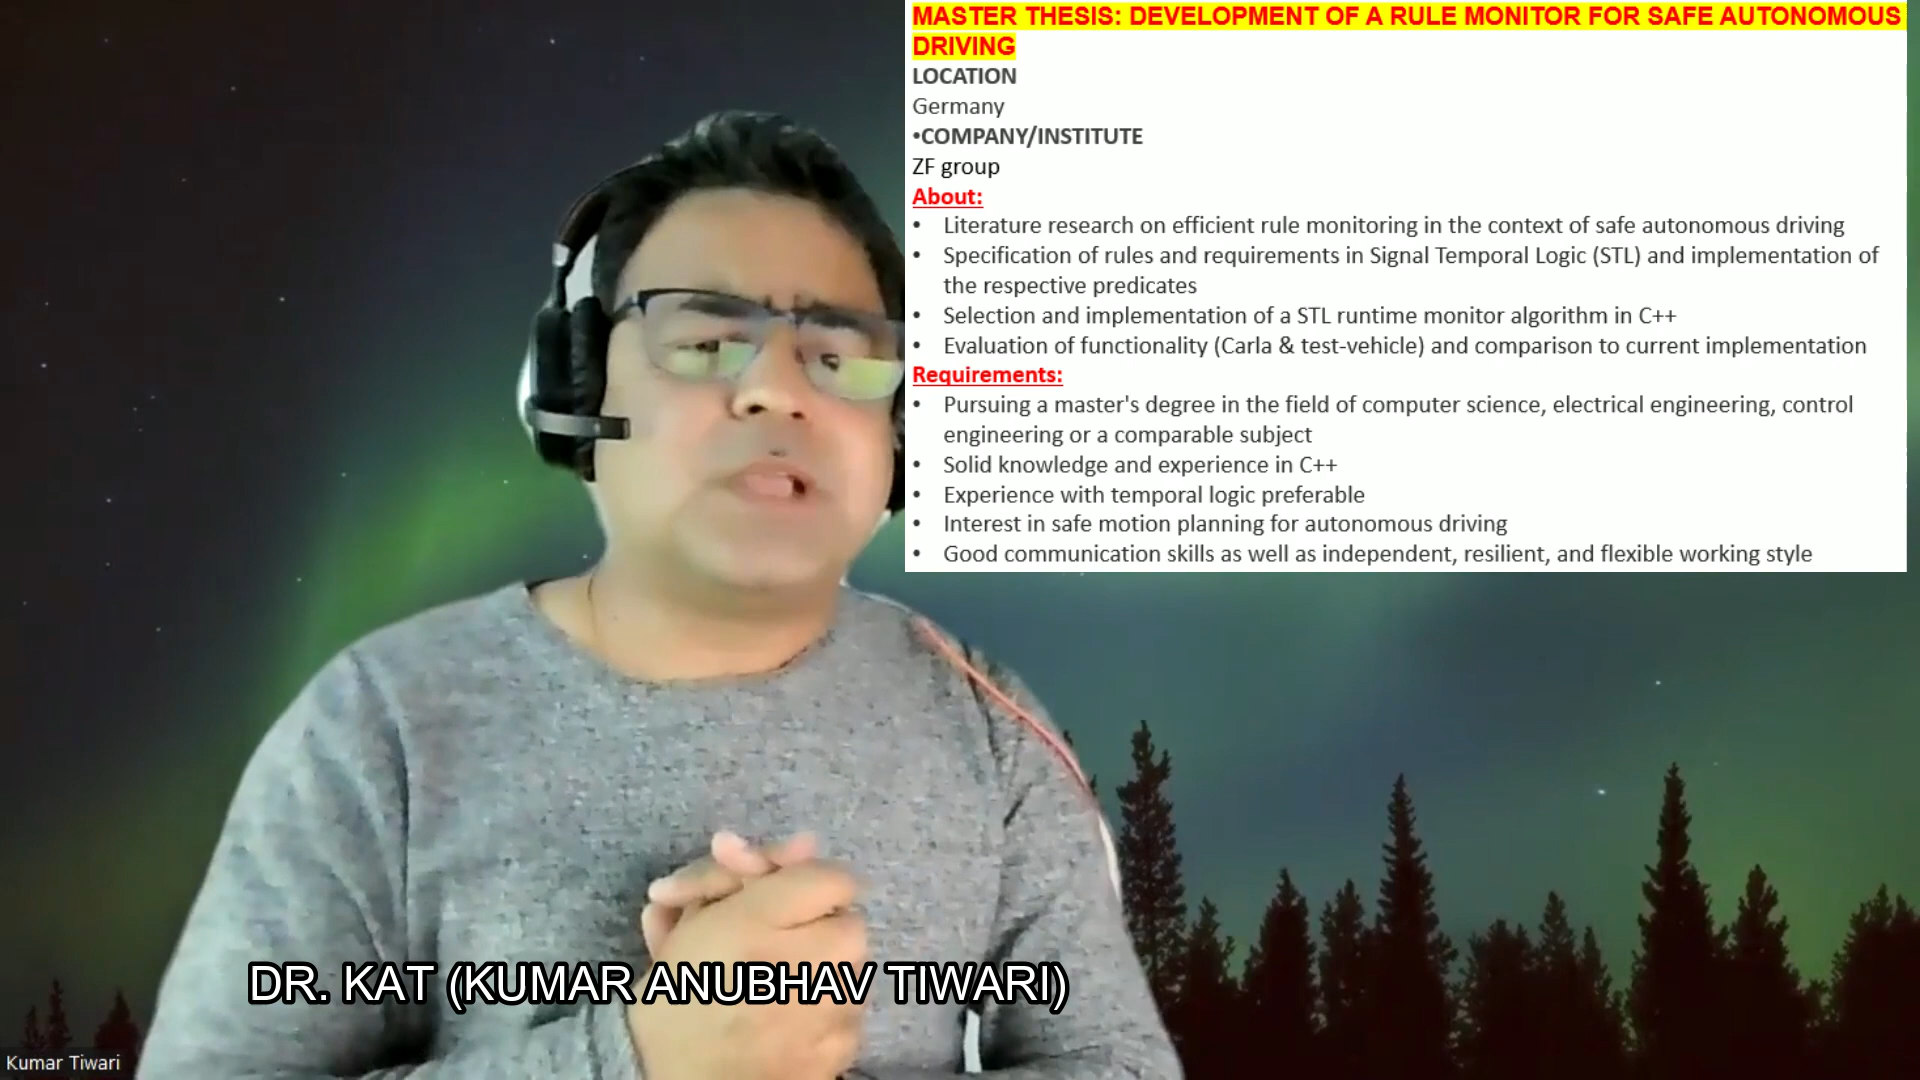 MASTER THESIS: DEVELOPMENT OF A RULE MONITOR FOR SAFE AUTONOMOUS
DRIVING
LOCATION
Germany
•COMPANY/INSTITUTE
ZF group
About:
• Literature research on efficient rule monitoring in the context of safe autonomous driving
• Specification of rules and requirements in Signal Temporal Logic (STL) and implementation of
the respective predicates
• Selection and implementation of a STL runtime monitor algorithm in C++
• Evaluation of functionality (Carla & test-vehicle) and comparison to current implementation
Requirements:
• Pursuing a master's degree in the field of computer science, electrical engineering, control
engineering or a comparable subject
• Solid knowledge and experience in C++
• Experience with temporal logic preferable
• Interest in safe motion planning for autonomous driving
• Good communication skills as well as independent, resilient, and flexible working style
DR. KAT (KUMAR ANUBHAV TIWARI)
Kumar Tiwari